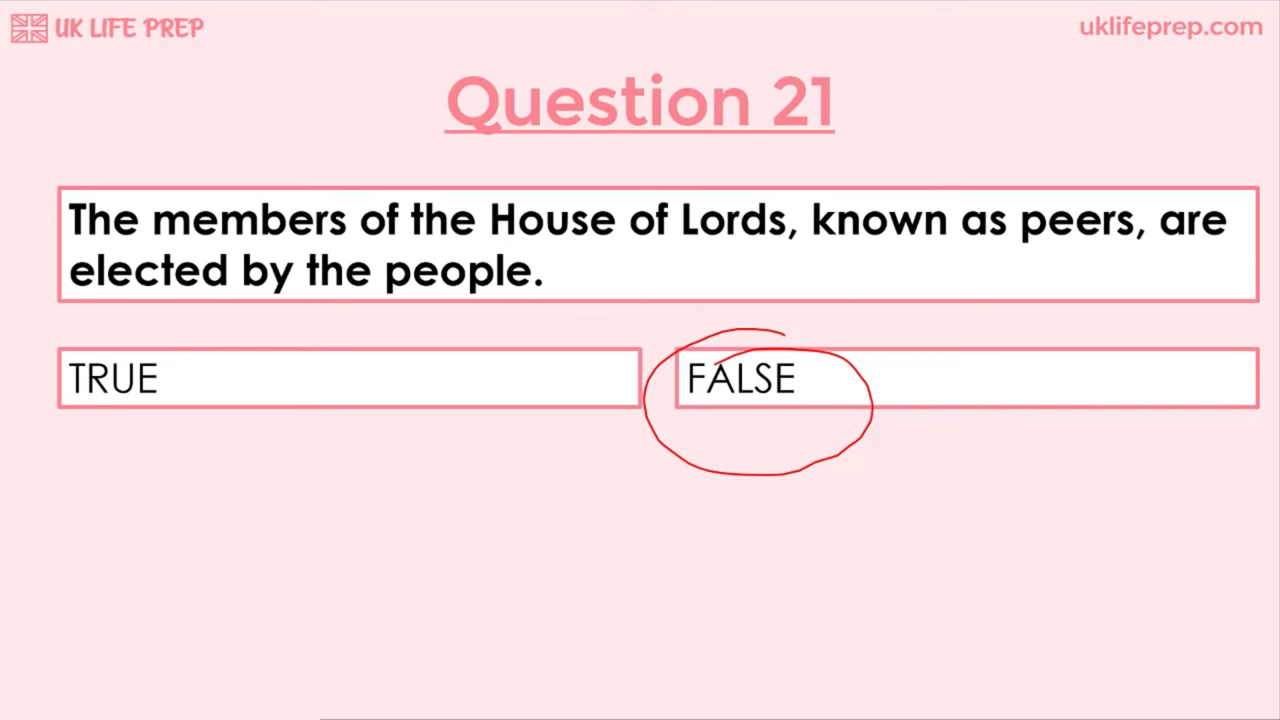 UK LIFE PREP
uklifeprep.com
Question 21
The members of the House of Lords, known as peers, are
elected by the people.
TRUE
FALSE